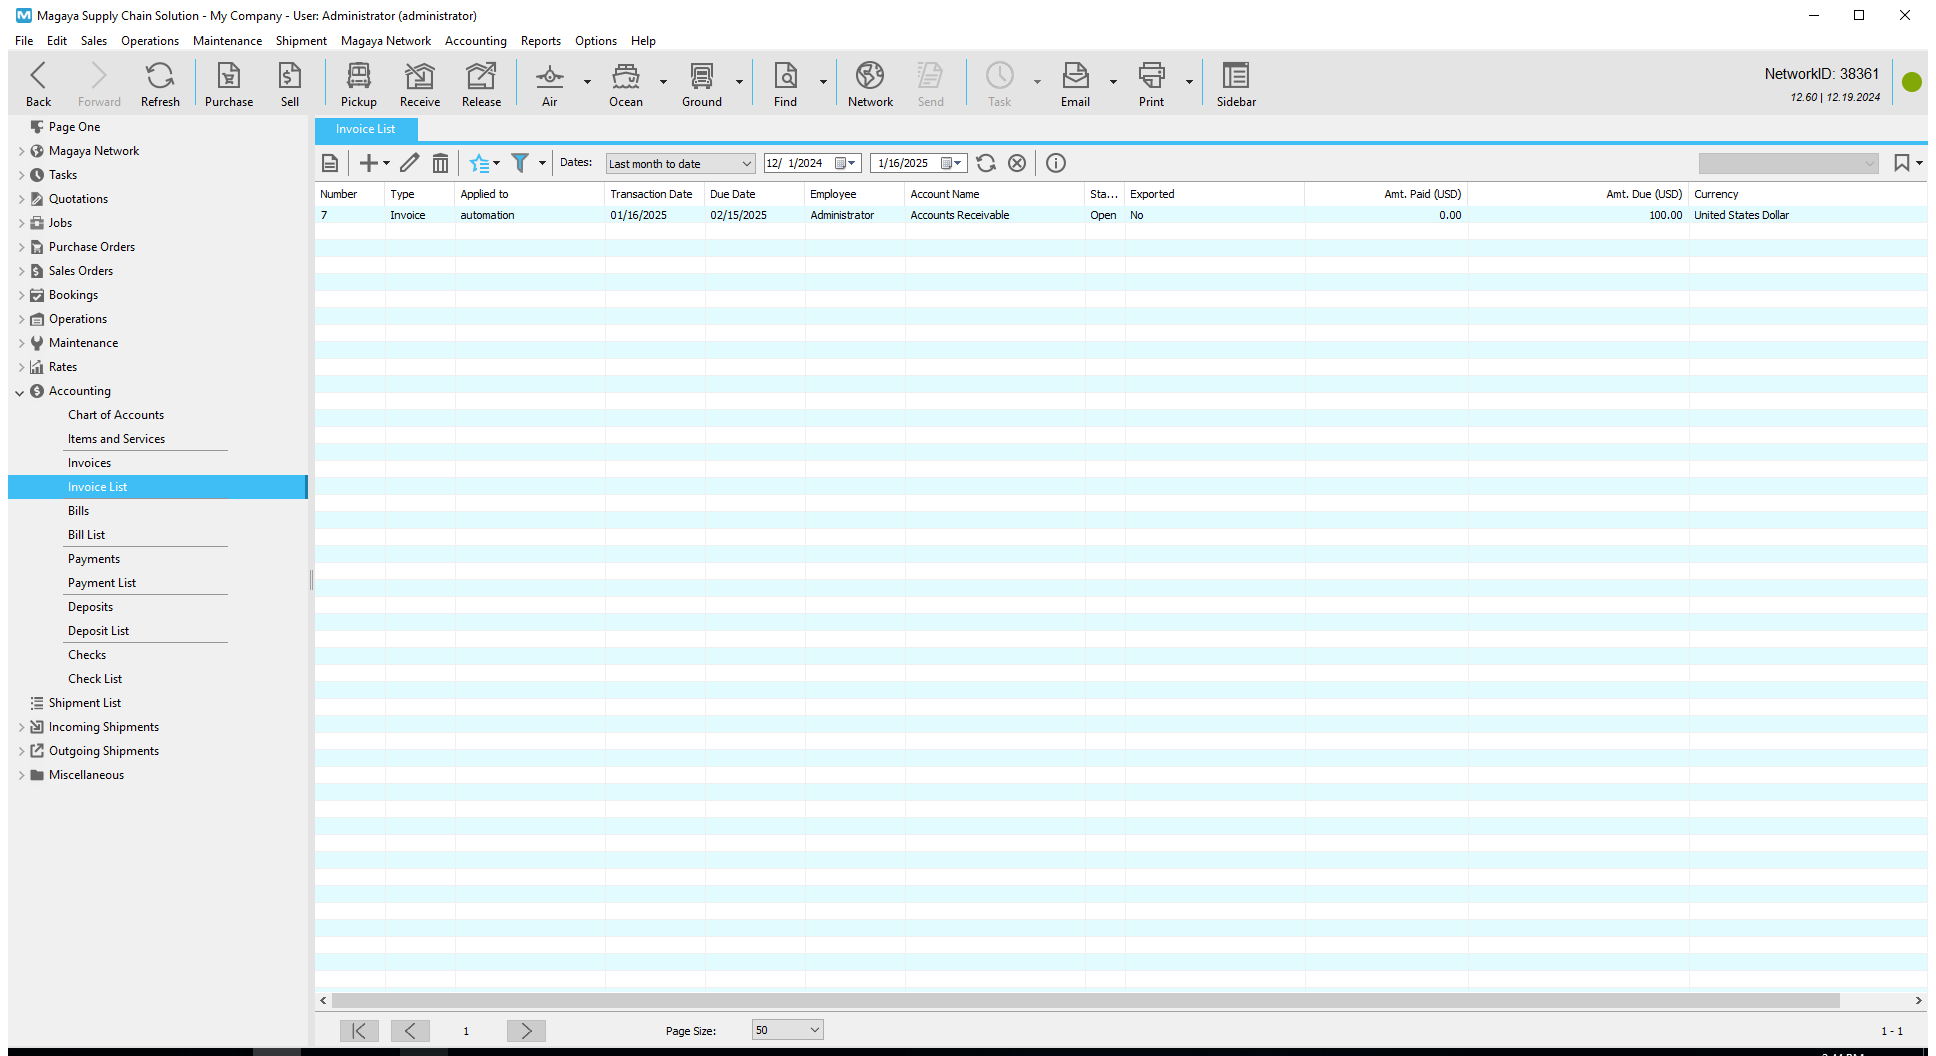 Magaya Supply Chain Solution - My Company - User: Administrator (administrator)
File Edit Sales Operations Maintenance Shipment Magaya Network Accounting Reports Options Help
Back Forward Refresh Purchase Sell Pickup Receive Release Air Ocean Ground Find Network Send Task Email Print Sidebar
NetworkID: 38361
12.60 | 12.19.2024
Page One
Magaya Network
Tasks
Quotations
Jobs
Purchase Orders
Sales Orders
Bookings
Operations
Maintenance
Rates
Accounting
Chart of Accounts
Items and Services
Invoices
Invoice List
Bills
Bill List
Payments
Payment List
Deposits
Deposit List
Checks
Check List
Shipment List
Incoming Shipments
Outgoing Shipments
Miscellaneous
Invoice List
Dates: Last month to date 12/ 1/2024 1/16/2025
Number Type Applied to Transaction Date Due Date Employee Account Name Sta... Exported Amt. Paid (USD) Amt. Due (USD) Currency
7 Invoice automation 01/16/2025 02/15/2025 Administrator Accounts Receivable Open No 0.00 100.00 United States Dollar
1 Page Size: 50 1 - 1